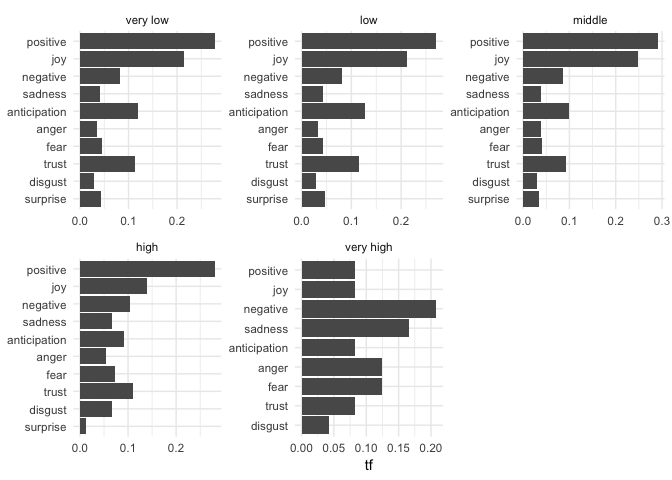 very low
positive
joy
negative
sadness
anticipation
anger
fear
trust
disgust
surprise
0.0 0.1 0.2
low
positive
joy
negative
sadness
anticipation
anger
fear
trust
disgust
surprise
0.0 0.1 0.2
middle
positive
joy
negative
sadness
anticipation
anger
fear
trust
disgust
surprise
0.0 0.1 0.2 0.3
high
positive
joy
negative
sadness
anticipation
anger
fear
trust
disgust
surprise
0.0 0.1 0.2
very high
positive
joy
negative
sadness
anticipation
anger
fear
trust
disgust
0.00 0.05 0.10 0.15 0.20
tf